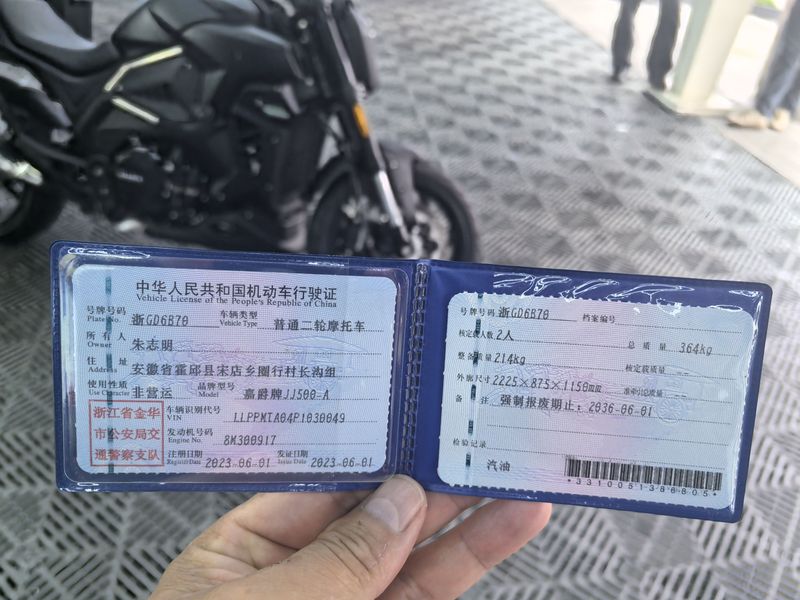 中华人民共和国机动车行驶证
Vehicle License of the People's Republic of China
号牌号码 浙GD6B70 车辆类型 普通二轮摩托车
Plate No. Vehicle Type
所有人 朱志明
Owner
住址 安徽省霍邱县宋店乡圈行村长沟组
Address
使用性质 非营运 品牌型号 嘉爵牌JJ500-A
Use Character Model
浙江省金华
市公安局交
通警察支队
车辆识别代号 LLPPMTA04P1030049
VIN
发动机号码 8M300917
Engine No.
注册日期 2023-06-01 发证日期 2023-06-01
Register Date Issue Date
号牌号码 浙GD6B70 档案编号
核定载人数 2人 总质量 364kg
整备质量 214kg 核定载质量 --
外廓尺寸 2225×875×1150mm 准牵引总质量 --
备注 强制报废期止：2036-06-01
检验记录
汽油
*3310051386805*